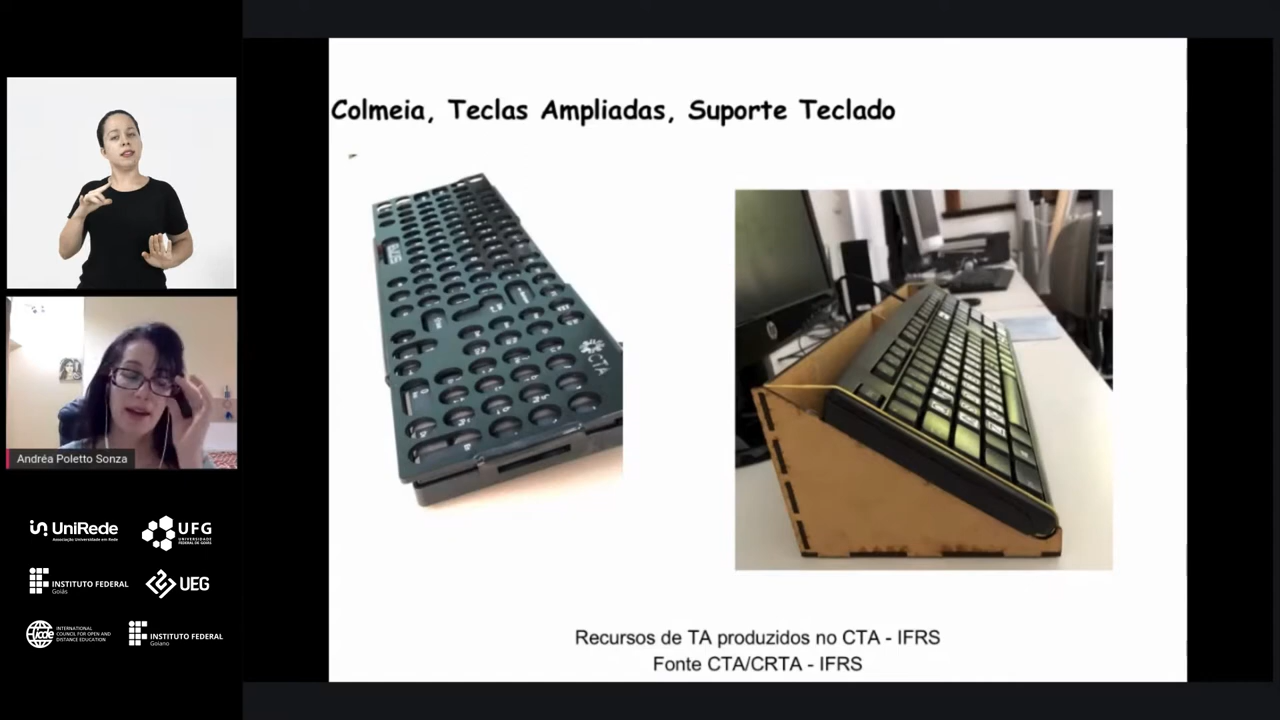 Colmeia, Teclas Ampliadas, Suporte Teclado
CTA
hp
Recursos de TA produzidos no CTA - IFRS
Fonte CTA/CRTA - IFRS
Andréa Poletto Sonza
UniRede
Associação Universidade em Rede
UFG
UNIVERSIDADE
FEDERAL DE GOIÁS
INSTITUTO FEDERAL
Goiás
UEG
icde
INTERNATIONAL
COUNCIL FOR OPEN AND
DISTANCE EDUCATION
INSTITUTO FEDERAL
Goiano